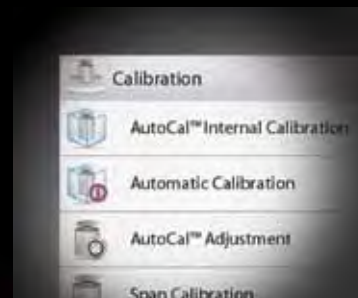 Calibration
AutoCal™ Internal Calibration
Automatic Calibration
AutoCal™ Adjustment
Span Calibration